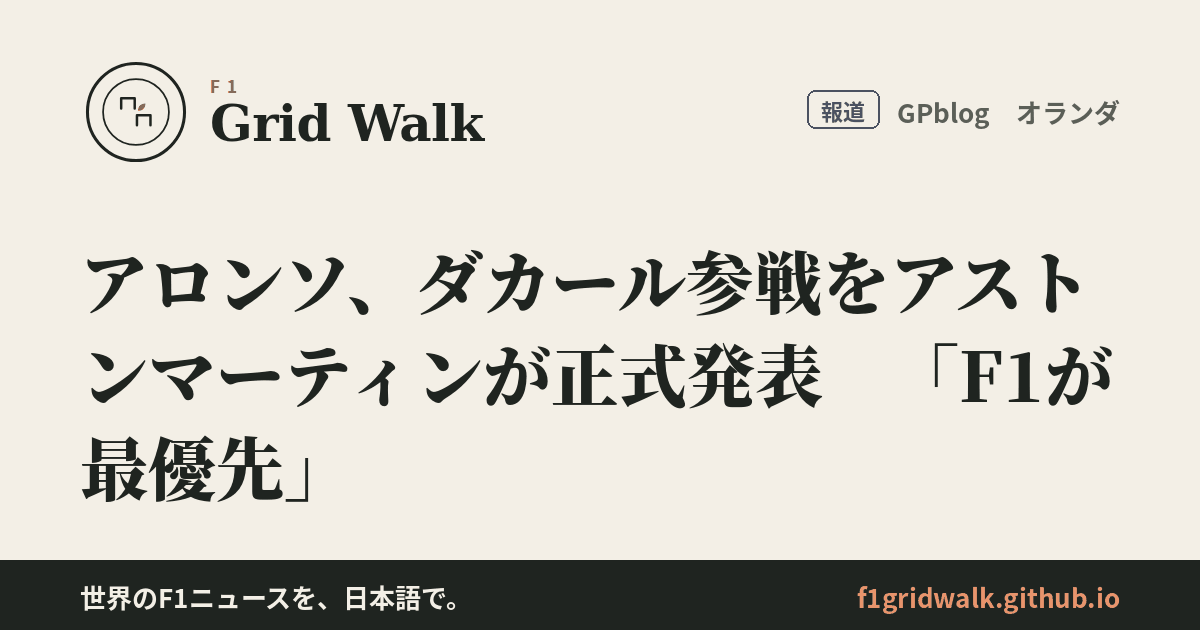 F1
Grid Walk
報道 GPblog オランダ
アロンソ、ダカール参戦をアスト
ンマーティンが正式発表 「F1が
最優先」
世界のF1ニュースを、日本語で。
f1gridwalk.github.io